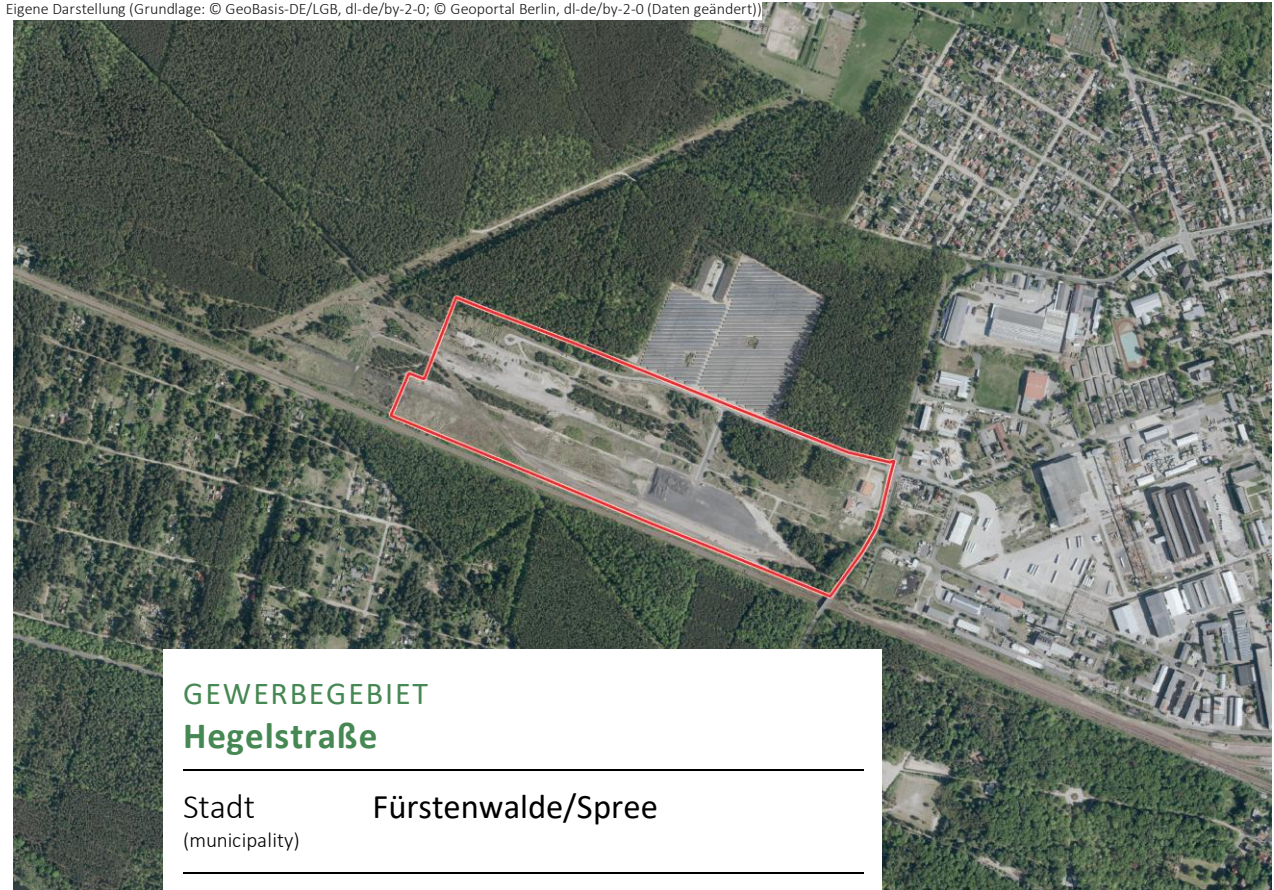 Eigene Darstellung (Grundlage: © GeoBasis-DE/LGB, dl-de/by-2-0; © Geoportal Berlin, dl-de/by-2-0 (Daten geändert))
GEWERBEGEBIET
Hegelstraße
Stadt Fürstenwalde/Spree
(municipality)